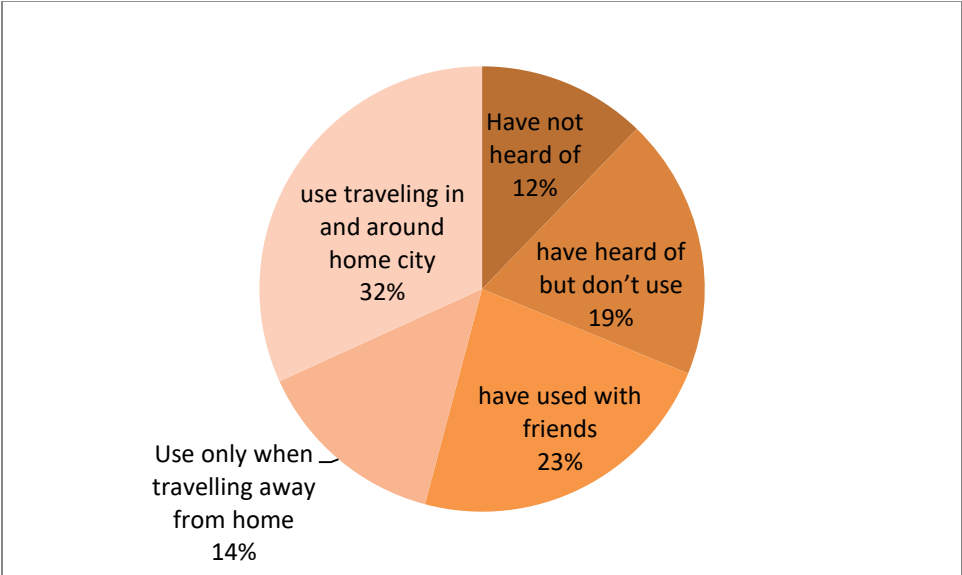 Have not
heard of
12%
have heard of
but don’t use
19%
have used with
friends
23%
Use only when
travelling away
from home
14%
use traveling in
and around
home city
32%